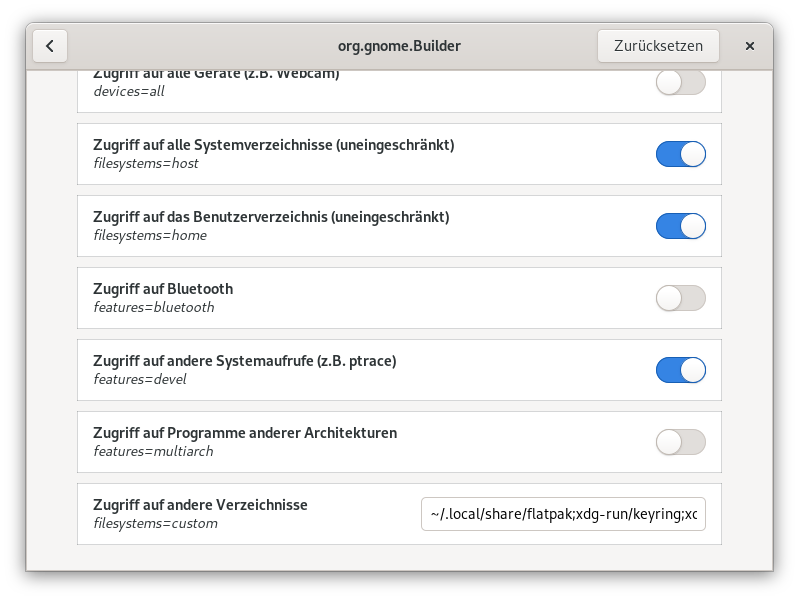 org.gnome.Builder
Zurücksetzen
Zugriff auf alle Geräte (z.B. Webcam)
devices=all
Zugriff auf alle Systemverzeichnisse (uneingeschränkt)
filesystems=host
Zugriff auf das Benutzerverzeichnis (uneingeschränkt)
filesystems=home
Zugriff auf Bluetooth
features=bluetooth
Zugriff auf andere Systemaufrufe (z.B. ptrace)
features=devel
Zugriff auf Programme anderer Architekturen
features=multiarch
Zugriff auf andere Verzeichnisse
filesystems=custom
~/.local/share/flatpak;xdg-run/keyring;xd